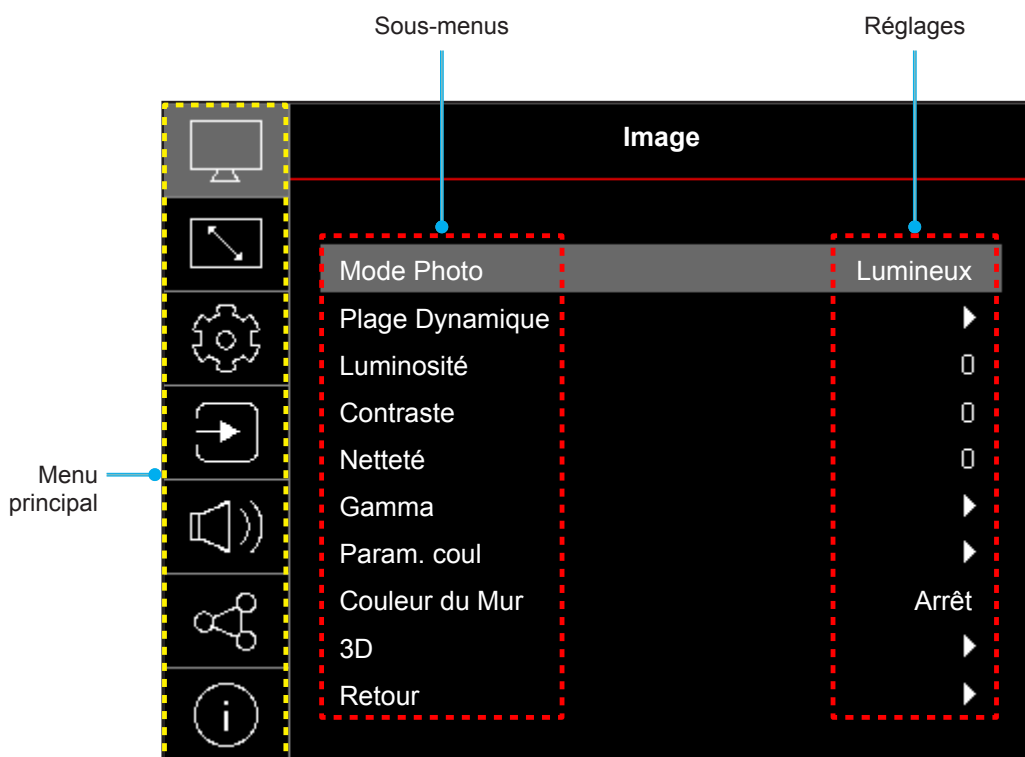 Sous-menus
Réglages
Image
Mode Photo Lumineux
Plage Dynamique
Luminosité 0
Contraste 0
Netteté 0
Gamma
Param. coul
Couleur du Mur Arrêt
3D
Retour
Menu
principal
i